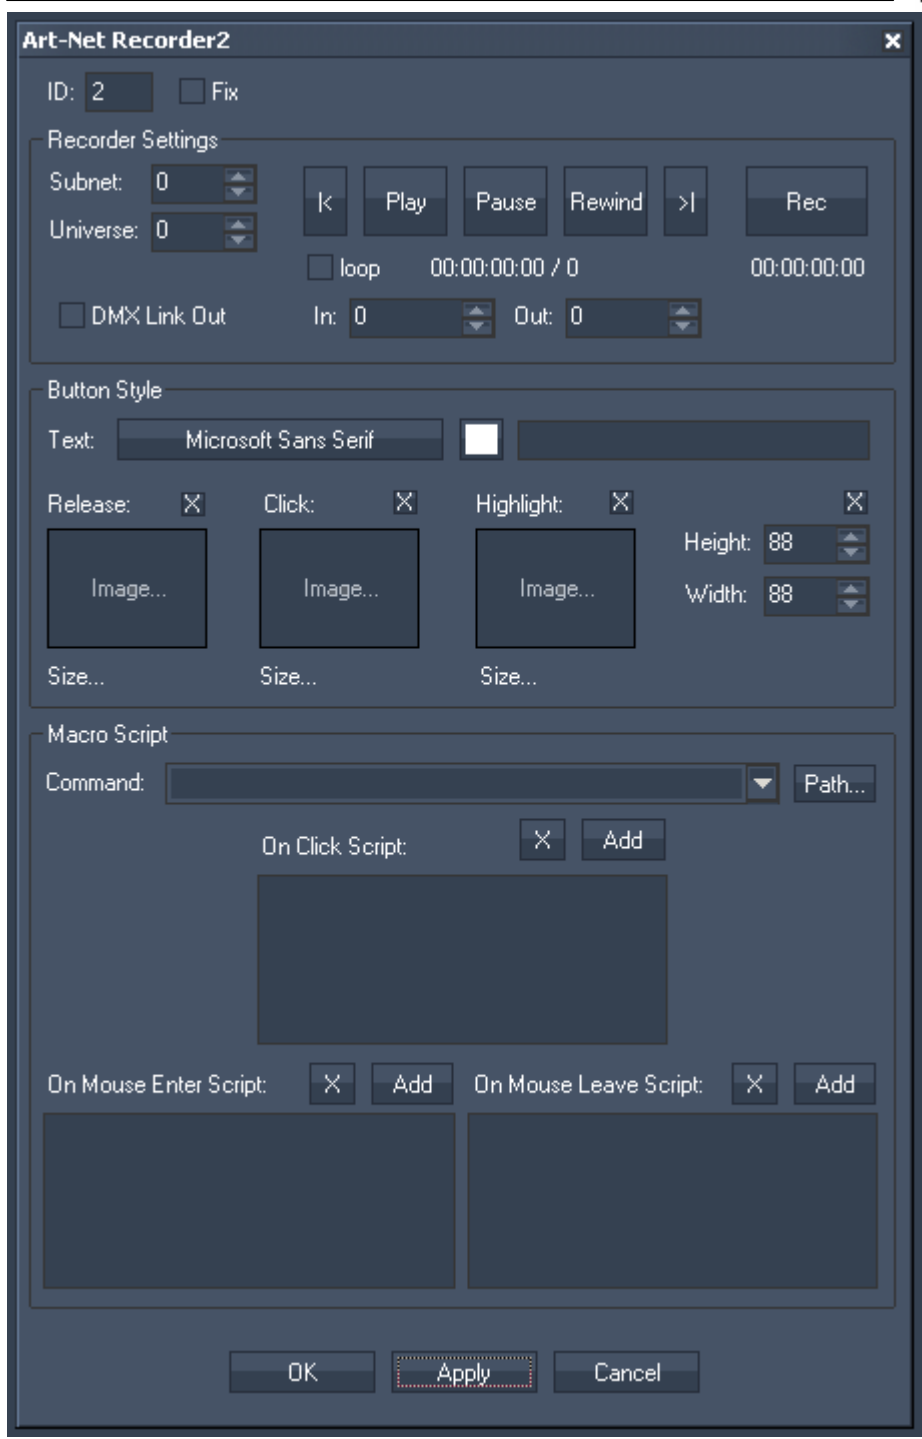 Art-Net Recorder2
ID: 2 Fix
Recorder Settings
Subnet: 0
|< Play Pause Rewind >| Rec
Universe: 0
loop 00:00:00:00 / 0 00:00:00:00
DMX Link Out In: 0 Out: 0
Button Style
Text: Microsoft Sans Serif
Release: X Click: X Highlight: X X
Height: 88
Image... Image... Image...
Width: 88
Size... Size... Size...
Macro Script
Command: Path...
On Click Script: X Add
On Mouse Enter Script: X Add On Mouse Leave Script: X Add
OK Apply Cancel